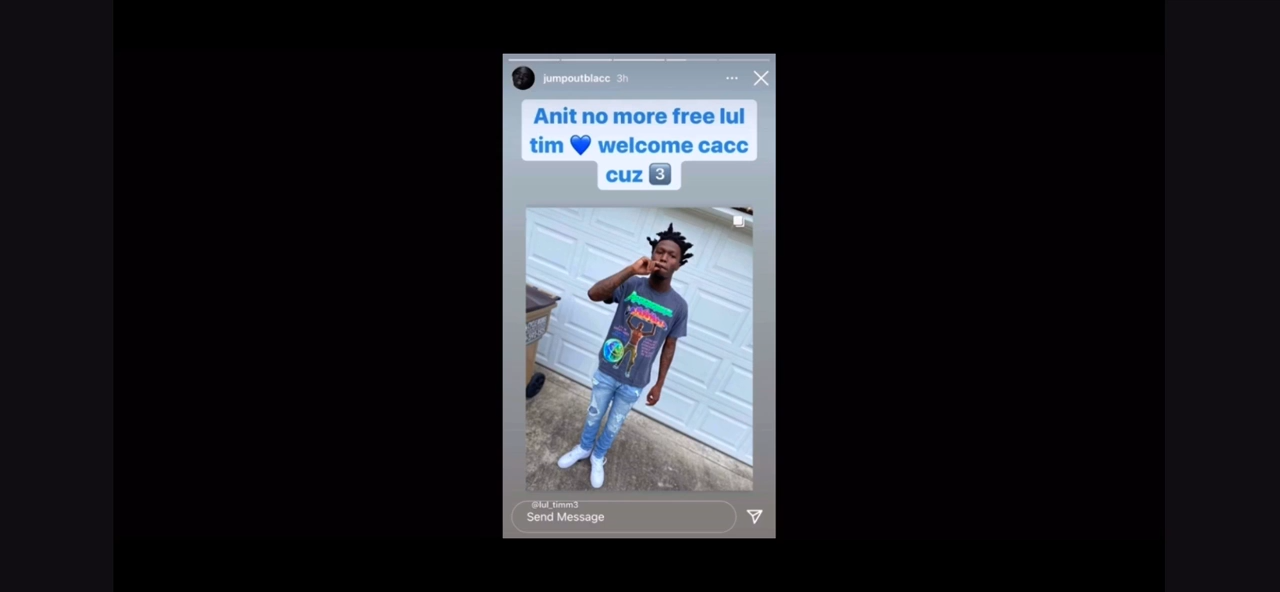 jumpoutblacc 3h
Anit no more free lul
tim 💙 welcome cacc
cuz 3️⃣
@lul_timm3
Send Message